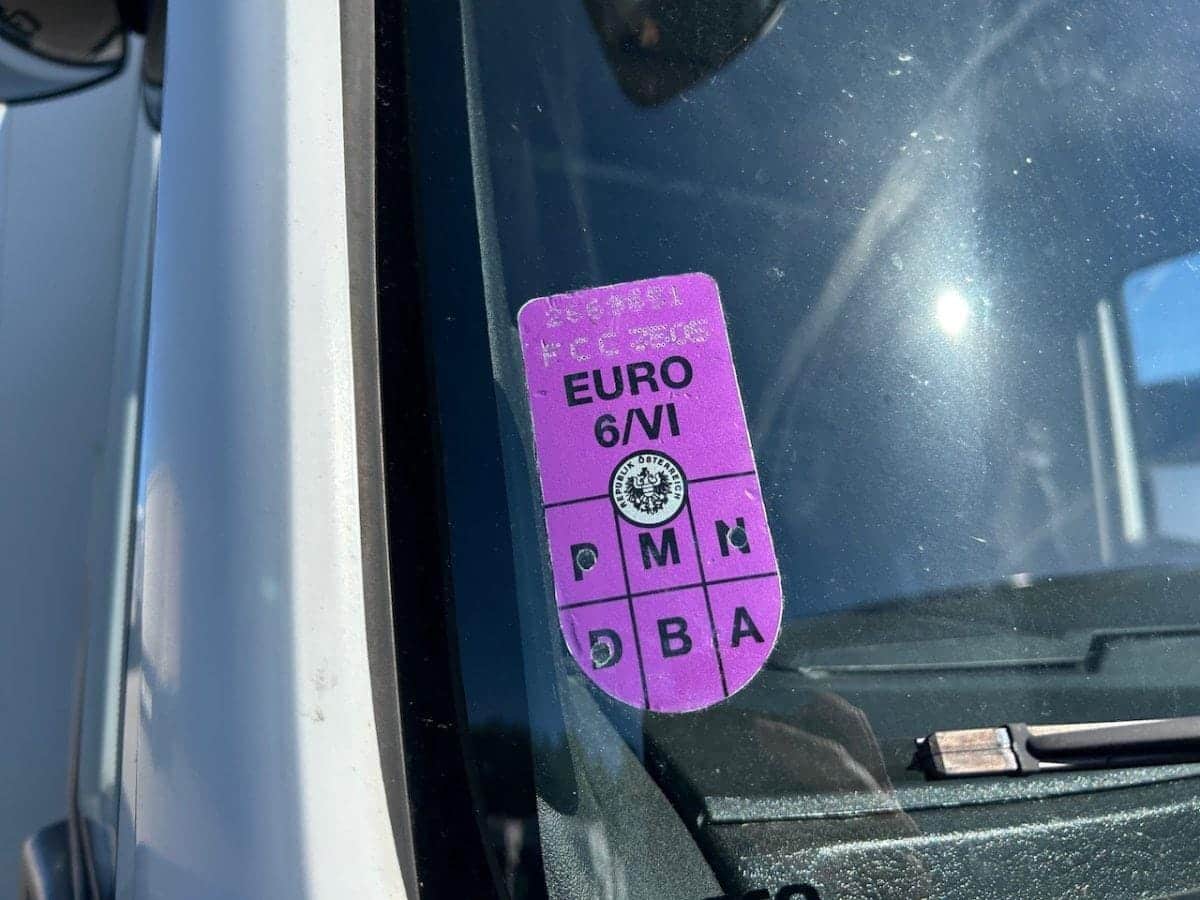 EURO
6/VI
REPUBLIK ÖSTERREICH
P M N
D B A